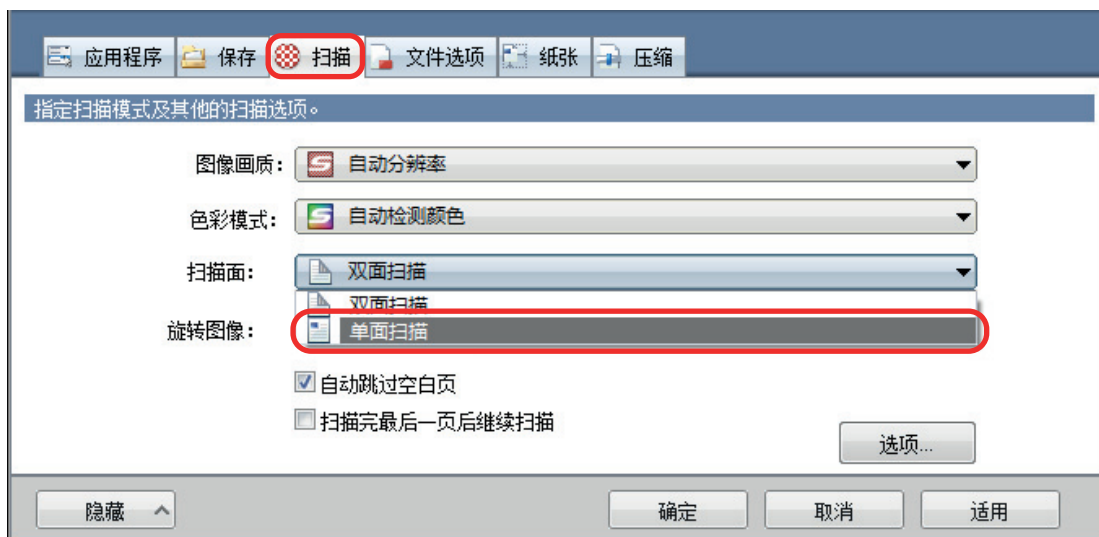 应用程序 保存 扫描 文件选项 纸张 压缩
指定扫描模式及其他的扫描选项。
图像画质: 自动分辨率
色彩模式: 自动检测颜色
扫描面: 双面扫描
双面扫描
旋转图像: 单面扫描
自动跳过空白页
扫描完最后一页后继续扫描
选项...
隐藏 确定 取消 适用